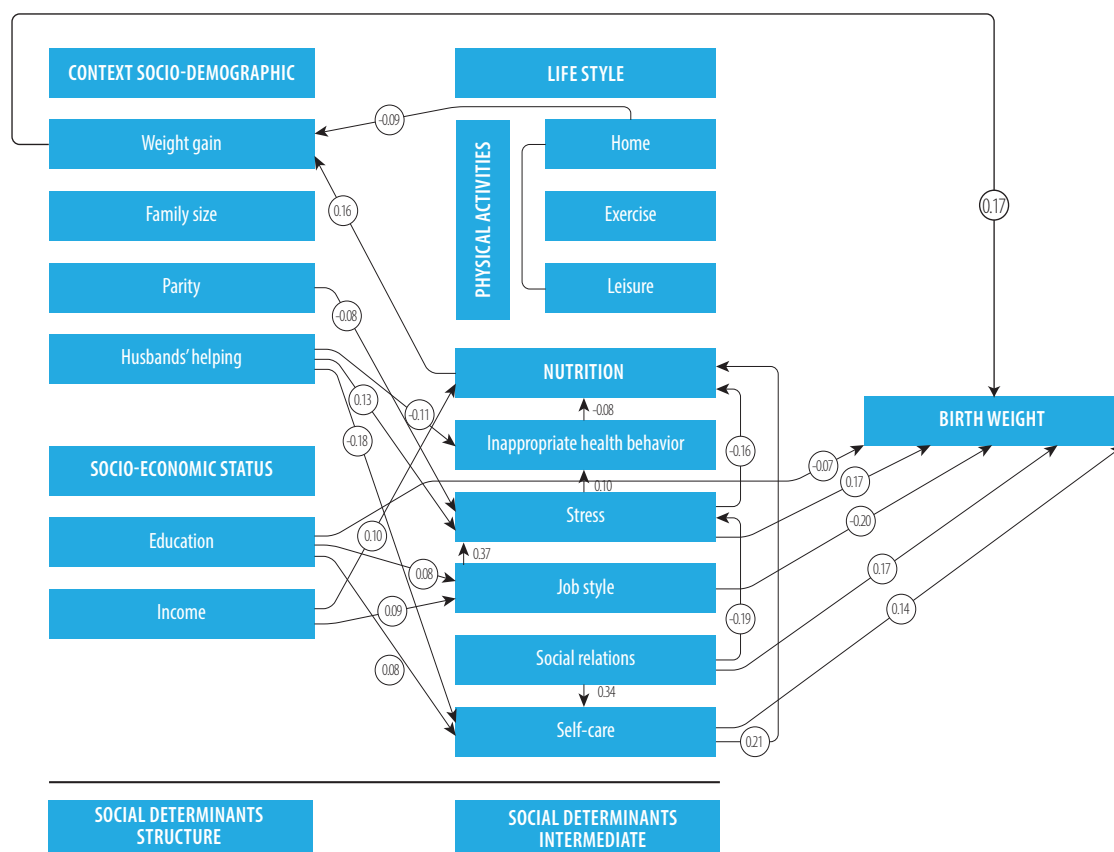 CONTEXT SOCIO-DEMOGRAPHIC
LIFE STYLE
Weight gain
-0.09
PHYSICAL ACTIVITIES
Home
0.16
Family size
Exercise
0.17
Parity
-0.08
Leisure
Husbands' helping
NUTRITION
0.13
-0.11
-0.08
-0.18
Inappropriate health behavior
BIRTH WEIGHT
SOCIO-ECONOMIC STATUS
-0.16
-0.07
0.10
0.17
Education
Stress
-0.20
0.10
0.37
0.08
Job style
0.17
Income
0.09
0.14
-0.19
Social relations
0.08
0.34
Self-care
0.21
SOCIAL DETERMINANTS
STRUCTURE
SOCIAL DETERMINANTS
INTERMEDIATE